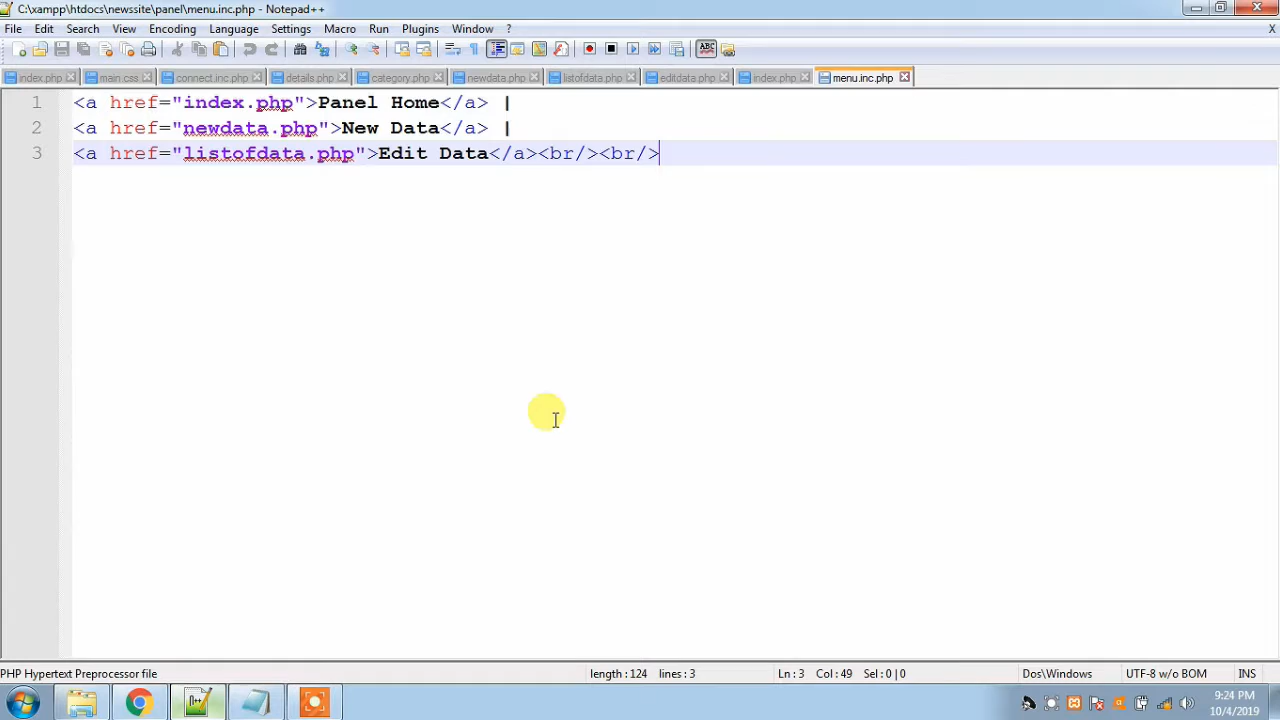 C:\xampp\htdocs\newssite\panel\menu.inc.php - Notepad++
File Edit Search View Encoding Language Settings Macro Run Plugins Window ? X
index.php main.css connect.inc.php details.php category.php newdata.php listofdata.php editdata.php index.php menu.inc.php
1 <a href="index.php">Panel Home</a> |
2 <a href="newdata.php">New Data</a> |
3 <a href="listofdata.php">Edit Data</a><br/><br/>
PHP Hypertext Preprocessor file length : 124 lines : 3 Ln : 3 Col : 49 Sel : 0 | 0 Dos\Windows UTF-8 w/o BOM INS
9:24 PM
10/4/2019